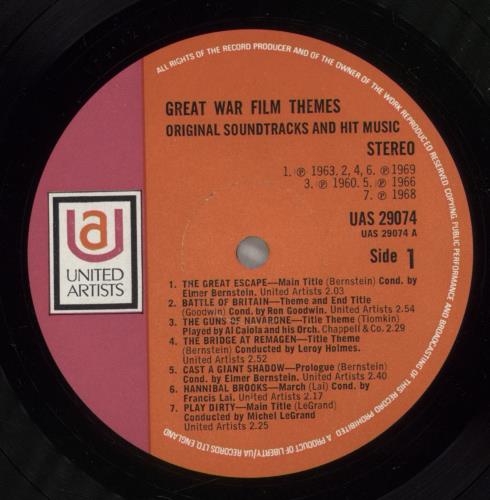 ALL RIGHTS OF THE RECORD PRODUCER AND OF THE OWNER OF THE WORK REPRODUCED RESERVED COPYING PUBLIC PERFORMANCE AND BROADCASTING OF THIS RECORD PROHIBITED
GREAT WAR FILM THEMES
ORIGINAL SOUNDTRACKS AND HIT MUSIC
STEREO
1. ℗ 1963. 2, 4, 6. ℗ 1969
3. ℗ 1960. 5. ℗ 1966
7. ℗ 1968
UAS 29074
UAS 29074 A
Side 1
ua
UNITED
ARTISTS
1. THE GREAT ESCAPE—Main Title (Bernstein) Cond. by
Elmer Bernstein, United Artists 2.03
2. BATTLE OF BRITAIN—Theme and End Title
(Goodwin) Cond. by Ron Goodwin. United Artists 2.54
3. THE GUNS OF NAVARONE—Title Theme (Tiomkin)
Played by Al Caiola and his Orch. Chappell & Co. 2.29
4. THE BRIDGE AT REMAGEN—Title Theme
(Bernstein) Conducted by Leroy Holmes.
United Artists 2.52
5. CAST A GIANT SHADOW—Prologue (Bernstein)
Cond. by Elmer Bernstein. United Artists 2.40
6. HANNIBAL BROOKS—March (Lai) Cond. by
Francis Lai. United Artists 2.17
7. PLAY DIRTY—Main Title (LeGrand)
Conducted by Michel LeGrand
United Artists 2.25
A PRODUCT OF LIBERTY/UA RECORDS LTD, ENGLAND